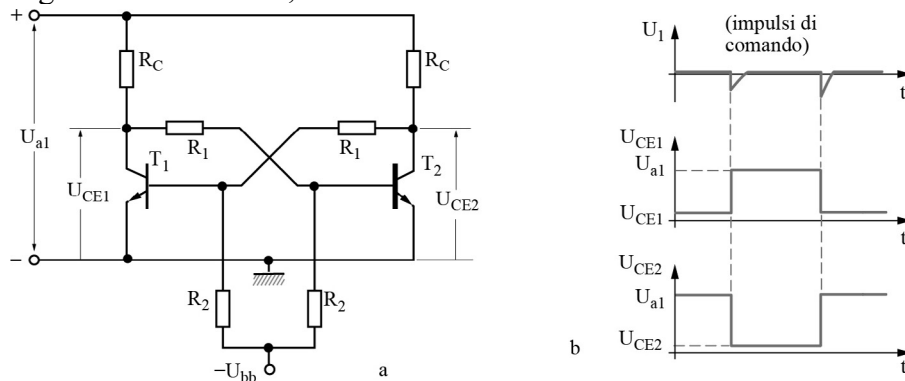 +
R_C
R_C
U_a1
R_1
R_1
T_1
T_2
U_CE1
U_CE2
−
R_2
R_2
−U_bb
a
U_1
(impulsi di
comando)
t
U_CE1
U_a1
U_CE1
t
U_CE2
U_a1
U_CE2
t
b